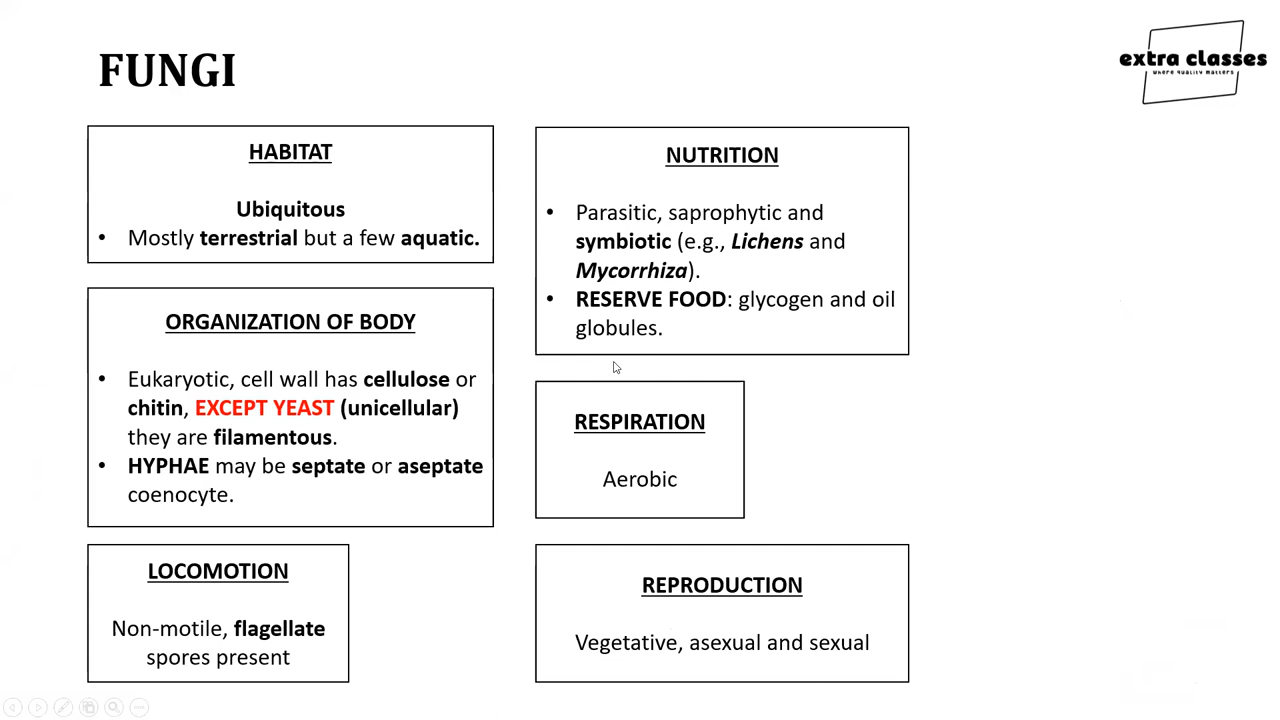 FUNGI
extra classes
where quality matters
HABITAT
Ubiquitous
• Mostly terrestrial but a few aquatic.
ORGANIZATION OF BODY
• Eukaryotic, cell wall has cellulose or
chitin, EXCEPT YEAST (unicellular)
they are filamentous.
• HYPHAE may be septate or aseptate
coenocyte.
LOCOMOTION
Non-motile, flagellate
spores present
NUTRITION
• Parasitic, saprophytic and
symbiotic (e.g., Lichens and
Mycorrhiza).
• RESERVE FOOD: glycogen and oil
globules.
RESPIRATION
Aerobic
REPRODUCTION
Vegetative, asexual and sexual